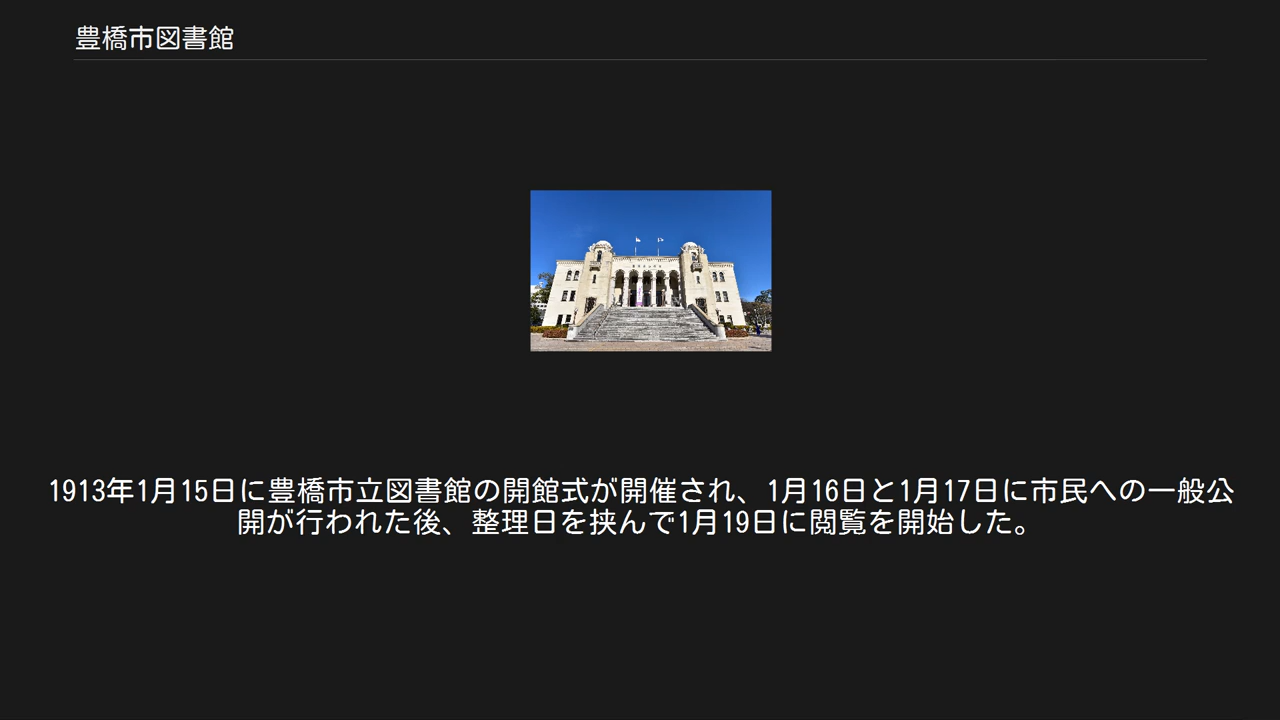 豊橋市図書館
1913年1月15日に豊橋市立図書館の開館式が開催され、1月16日と1月17日に市民への一般公
開が行われた後、整理日を挟んで1月19日に閲覧を開始した。